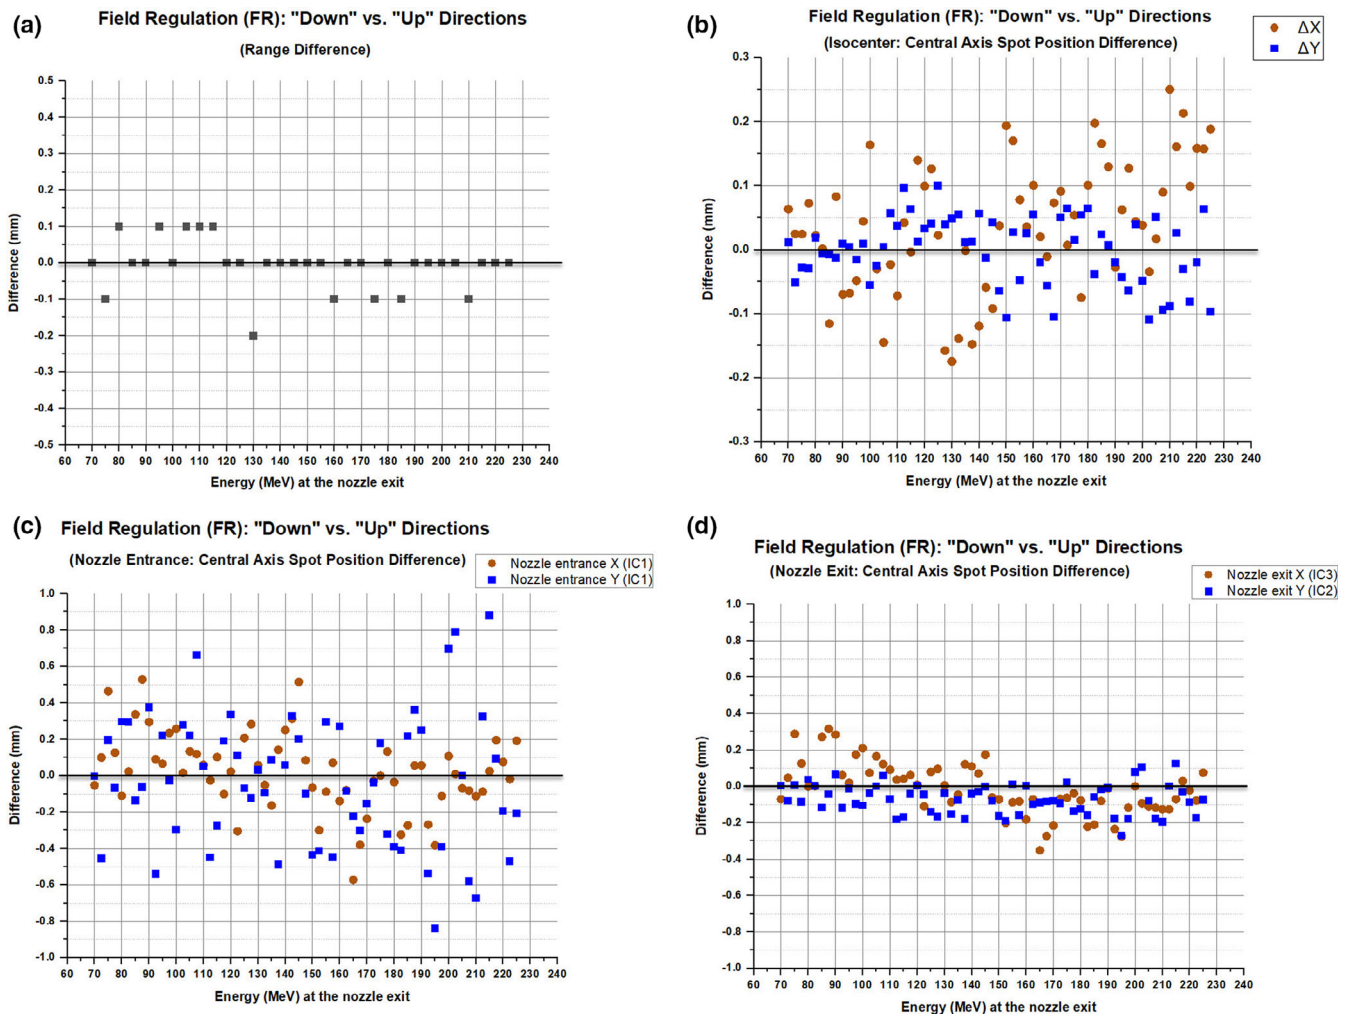 (a)
Field Regulation (FR): "Down" vs. "Up" Directions
(Range Difference)
Difference (mm)
0.5
0.4
0.3
0.2
0.1
0.0
-0.1
-0.2
-0.3
-0.4
-0.5
60 70 80 90 100 110 120 130 140 150 160 170 180 190 200 210 220 230 240
Energy (MeV) at the nozzle exit
(b)
Field Regulation (FR): "Down" vs. "Up" Directions
(Isocenter: Central Axis Spot Position Difference)
ΔX
ΔY
Difference (mm)
0.3
0.2
0.1
0.0
-0.1
-0.2
-0.3
60 70 80 90 100 110 120 130 140 150 160 170 180 190 200 210 220 230 240
Energy (MeV) at the nozzle exit
(c)
Field Regulation (FR): "Down" vs. "Up" Directions
(Nozzle Entrance: Central Axis Spot Position Difference)
Nozzle entrance X (IC1)
Nozzle entrance Y (IC1)
Difference (mm)
1.0
0.8
0.6
0.4
0.2
0.0
-0.2
-0.4
-0.6
-0.8
-1.0
60 70 80 90 100 110 120 130 140 150 160 170 180 190 200 210 220 230 240
Energy (MeV) at the nozzle exit
(d)
Field Regulation (FR): "Down" vs. "Up" Directions
(Nozzle Exit: Central Axis Spot Position Difference)
Nozzle exit X (IC3)
Nozzle exit Y (IC2)
Difference (mm)
1.0
0.8
0.6
0.4
0.2
0.0
-0.2
-0.4
-0.6
-0.8
-1.0
60 70 80 90 100 110 120 130 140 150 160 170 180 190 200 210 220 230 240
Energy (MeV) at the nozzle exit